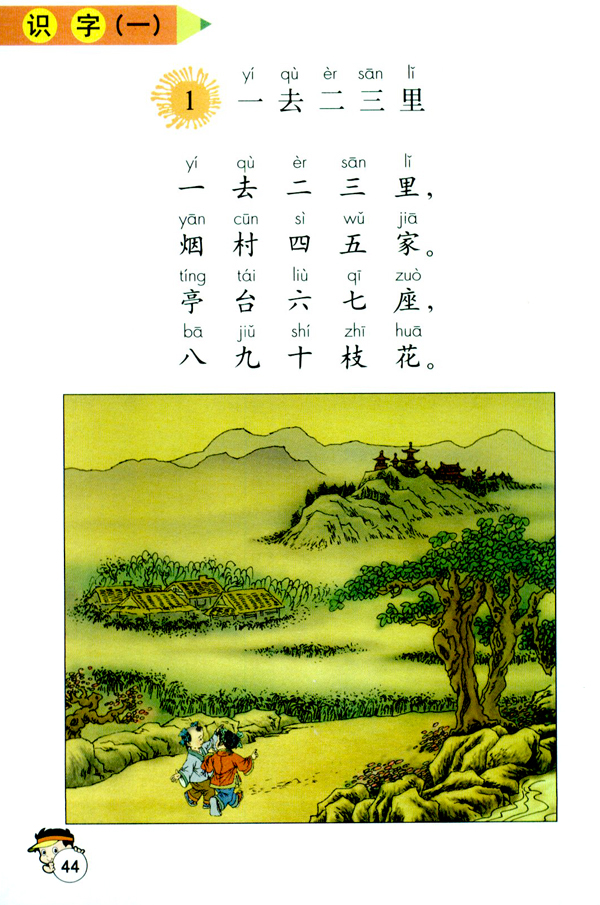 识字(一)
yí qù èr sān lǐ
1 一去二三里
yí qù èr sān lǐ
一去二三里，
yān cūn sì wǔ jiā
烟村四五家。
tíng tái liù qī zuò
亭台六七座，
bā jiǔ shí zhī huā
八九十枝花。
44